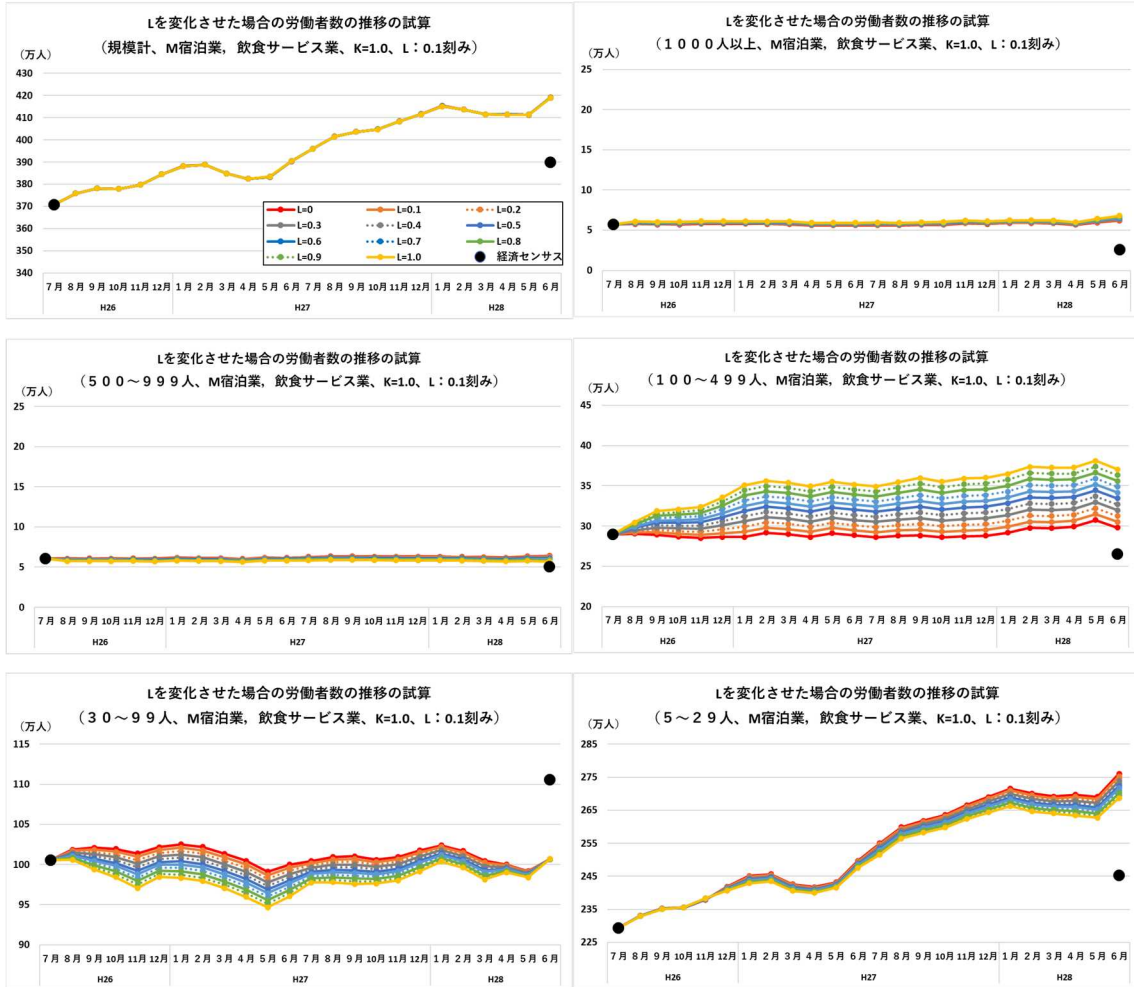 Lを変化させた場合の労働者数の推移の試算
（規模計、M宿泊業，飲食サービス業、K=1.0、L：0.1刻み）
（万人）
430
420
410
400
390
380
370
360
350
340
L=0 L=0.1 L=0.2
L=0.3 L=0.4 L=0.5
L=0.6 L=0.7 L=0.8
L=0.9 L=1.0 経済センサス
7月 8月 9月 10月 11月 12月 1月 2月 3月 4月 5月 6月 7月 8月 9月 10月 11月 12月 1月 2月 3月 4月 5月 6月
H26 H27 H28
Lを変化させた場合の労働者数の推移の試算
（１０００人以上、M宿泊業，飲食サービス業、K=1.0、L：0.1刻み）
（万人）
25
20
15
10
5
0
7月 8月 9月 10月 11月 12月 1月 2月 3月 4月 5月 6月 7月 8月 9月 10月 11月 12月 1月 2月 3月 4月 5月 6月
H26 H27 H28
Lを変化させた場合の労働者数の推移の試算
（５００～９９９人、M宿泊業，飲食サービス業、K=1.0、L：0.1刻み）
（万人）
25
20
15
10
5
0
7月 8月 9月 10月 11月 12月 1月 2月 3月 4月 5月 6月 7月 8月 9月 10月 11月 12月 1月 2月 3月 4月 5月 6月
H26 H27 H28
Lを変化させた場合の労働者数の推移の試算
（１００～４９９人、M宿泊業，飲食サービス業、K=1.0、L：0.1刻み）
（万人）
45
40
35
30
25
20
7月 8月 9月 10月 11月 12月 1月 2月 3月 4月 5月 6月 7月 8月 9月 10月 11月 12月 1月 2月 3月 4月 5月 6月
H26 H27 H28
Lを変化させた場合の労働者数の推移の試算
（３０～９９人、M宿泊業，飲食サービス業、K=1.0、L：0.1刻み）
（万人）
115
110
105
100
95
90
7月 8月 9月 10月 11月 12月 1月 2月 3月 4月 5月 6月 7月 8月 9月 10月 11月 12月 1月 2月 3月 4月 5月 6月
H26 H27 H28
Lを変化させた場合の労働者数の推移の試算
（５～２９人、M宿泊業，飲食サービス業、K=1.0、L：0.1刻み）
（万人）
285
275
265
255
245
235
225
7月 8月 9月 10月 11月 12月 1月 2月 3月 4月 5月 6月 7月 8月 9月 10月 11月 12月 1月 2月 3月 4月 5月 6月
H26 H27 H28